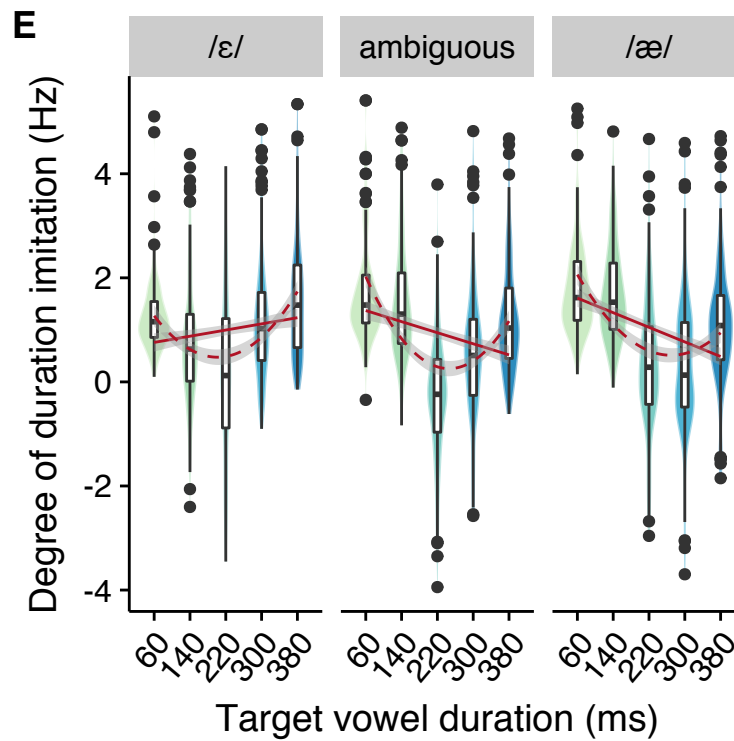 E
/ɛ/ ambiguous /æ/
Degree of duration imitation (Hz)
4
2
0
-2
-4
60 140 220 300 380 60 140 220 300 380 60 140 220 300 380
Target vowel duration (ms)